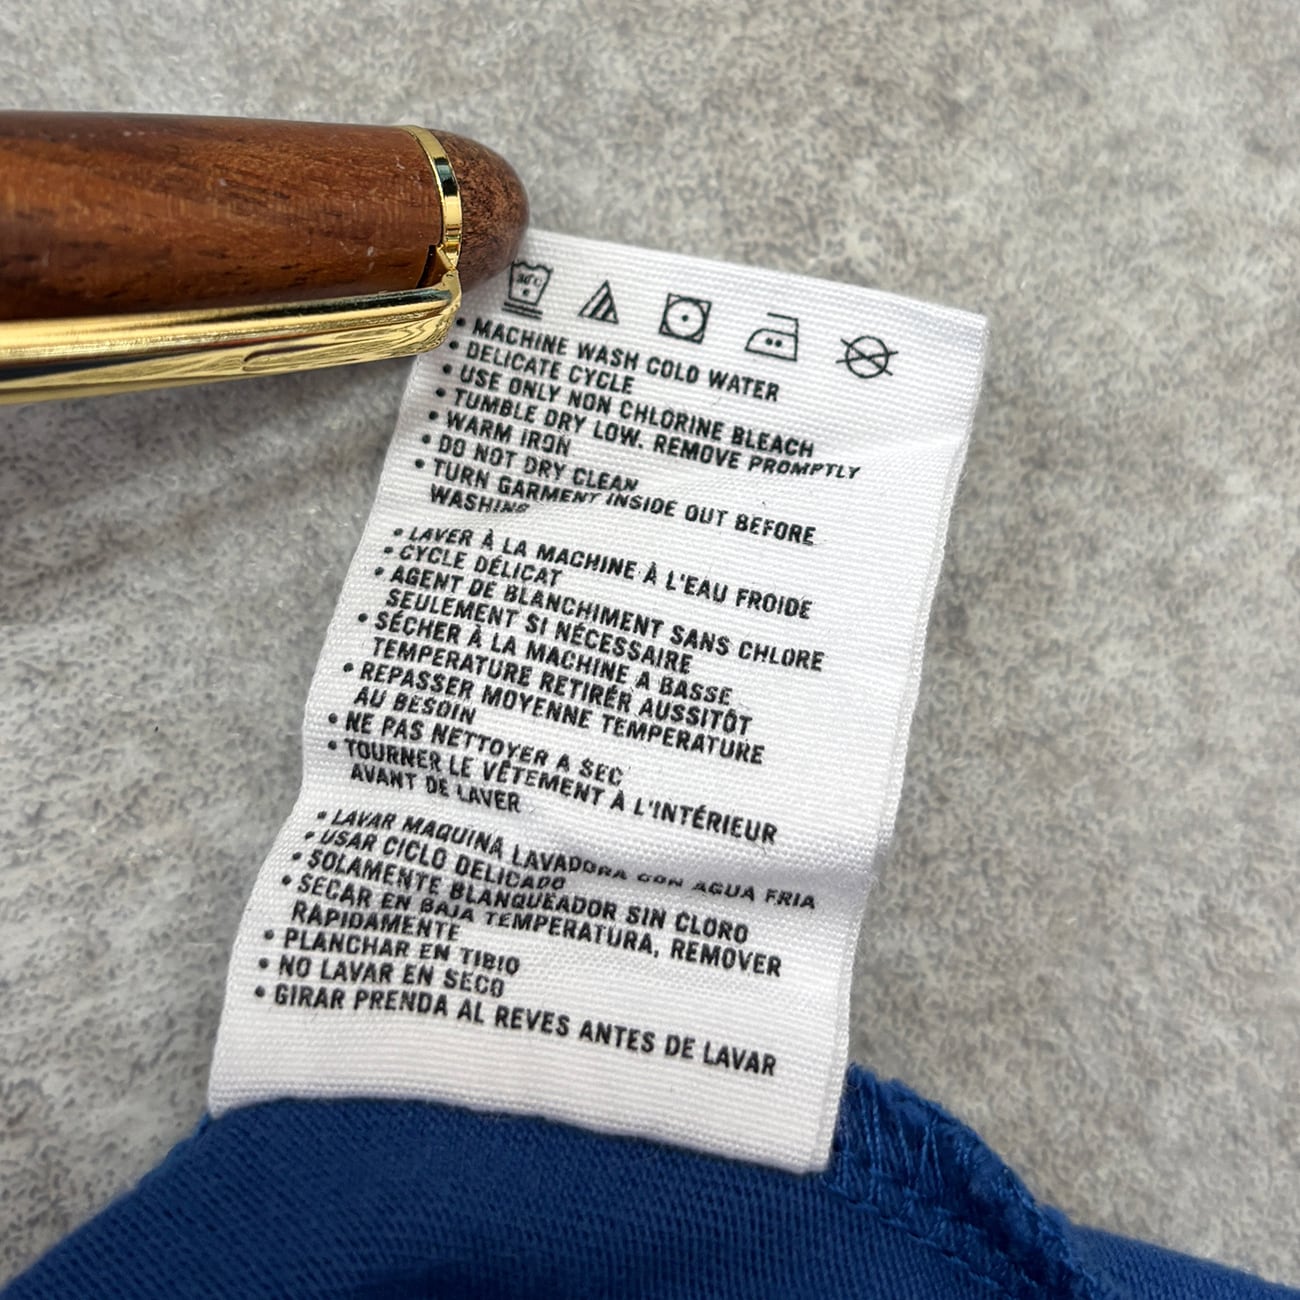 30°C
• MACHINE WASH COLD WATER
• DELICATE CYCLE
• USE ONLY NON CHLORINE BLEACH
• TUMBLE DRY LOW. REMOVE PROMPTLY
• WARM IRON
• DO NOT DRY CLEAN
• TURN GARMENT INSIDE OUT BEFORE
WASHING
• LAVER À LA MACHINE À L'EAU FROIDE
• CYCLE DÉLICAT
• AGENT DE BLANCHIMENT SANS CHLORE
SEULEMENT SI NÉCESSAIRE
• SÉCHER À LA MACHINE A BASSE
TEMPERATURE RETIRÉR AUSSITÔT
• REPASSER MOYENNE TEMPERATURE
AU BESOIN
• NE PAS NETTOYER A SEC
• TOURNER LE VÊTEMENT À L'INTÉRIEUR
AVANT DE LAVER
• LAVAR MAQUINA LAVADORA CON AGUA FRIA
• USAR CICLO DELICADO
• SOLAMENTE BLANQUEADOR SIN CLORO
• SECAR EN BAJA TEMPERATURA, REMOVER
RAPIDAMENTE
• PLANCHAR EN TIBIO
• NO LAVAR EN SECO
• GIRAR PRENDA AL REVES ANTES DE LAVAR